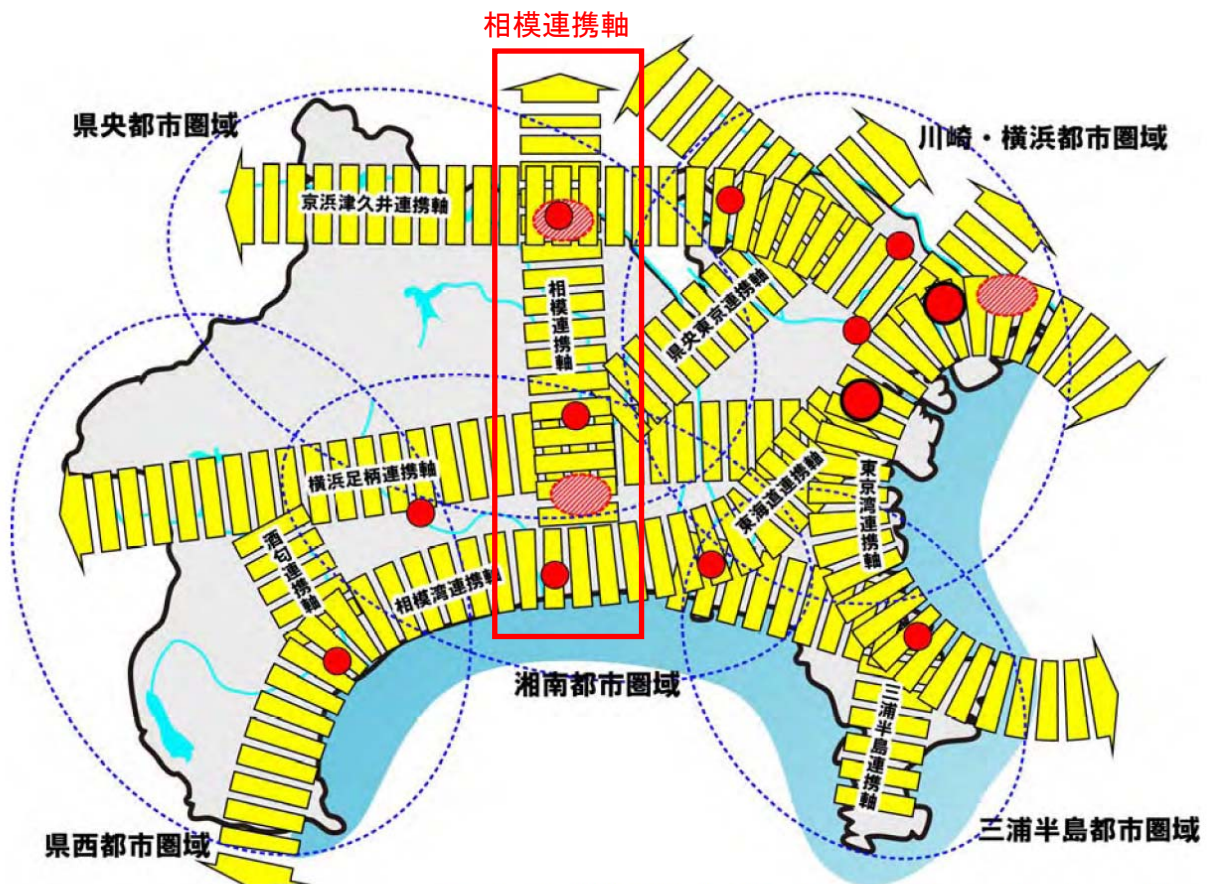 相模連携軸
県央都市圏域
川崎・横浜都市圏域
京浜津久井連携軸
相模連携軸
県央東京連携軸
横浜足柄連携軸
東海道連携軸
東京湾連携軸
酒匂連携軸
相模湾連携軸
湘南都市圏域
三浦半島連携軸
県西都市圏域
三浦半島都市圏域